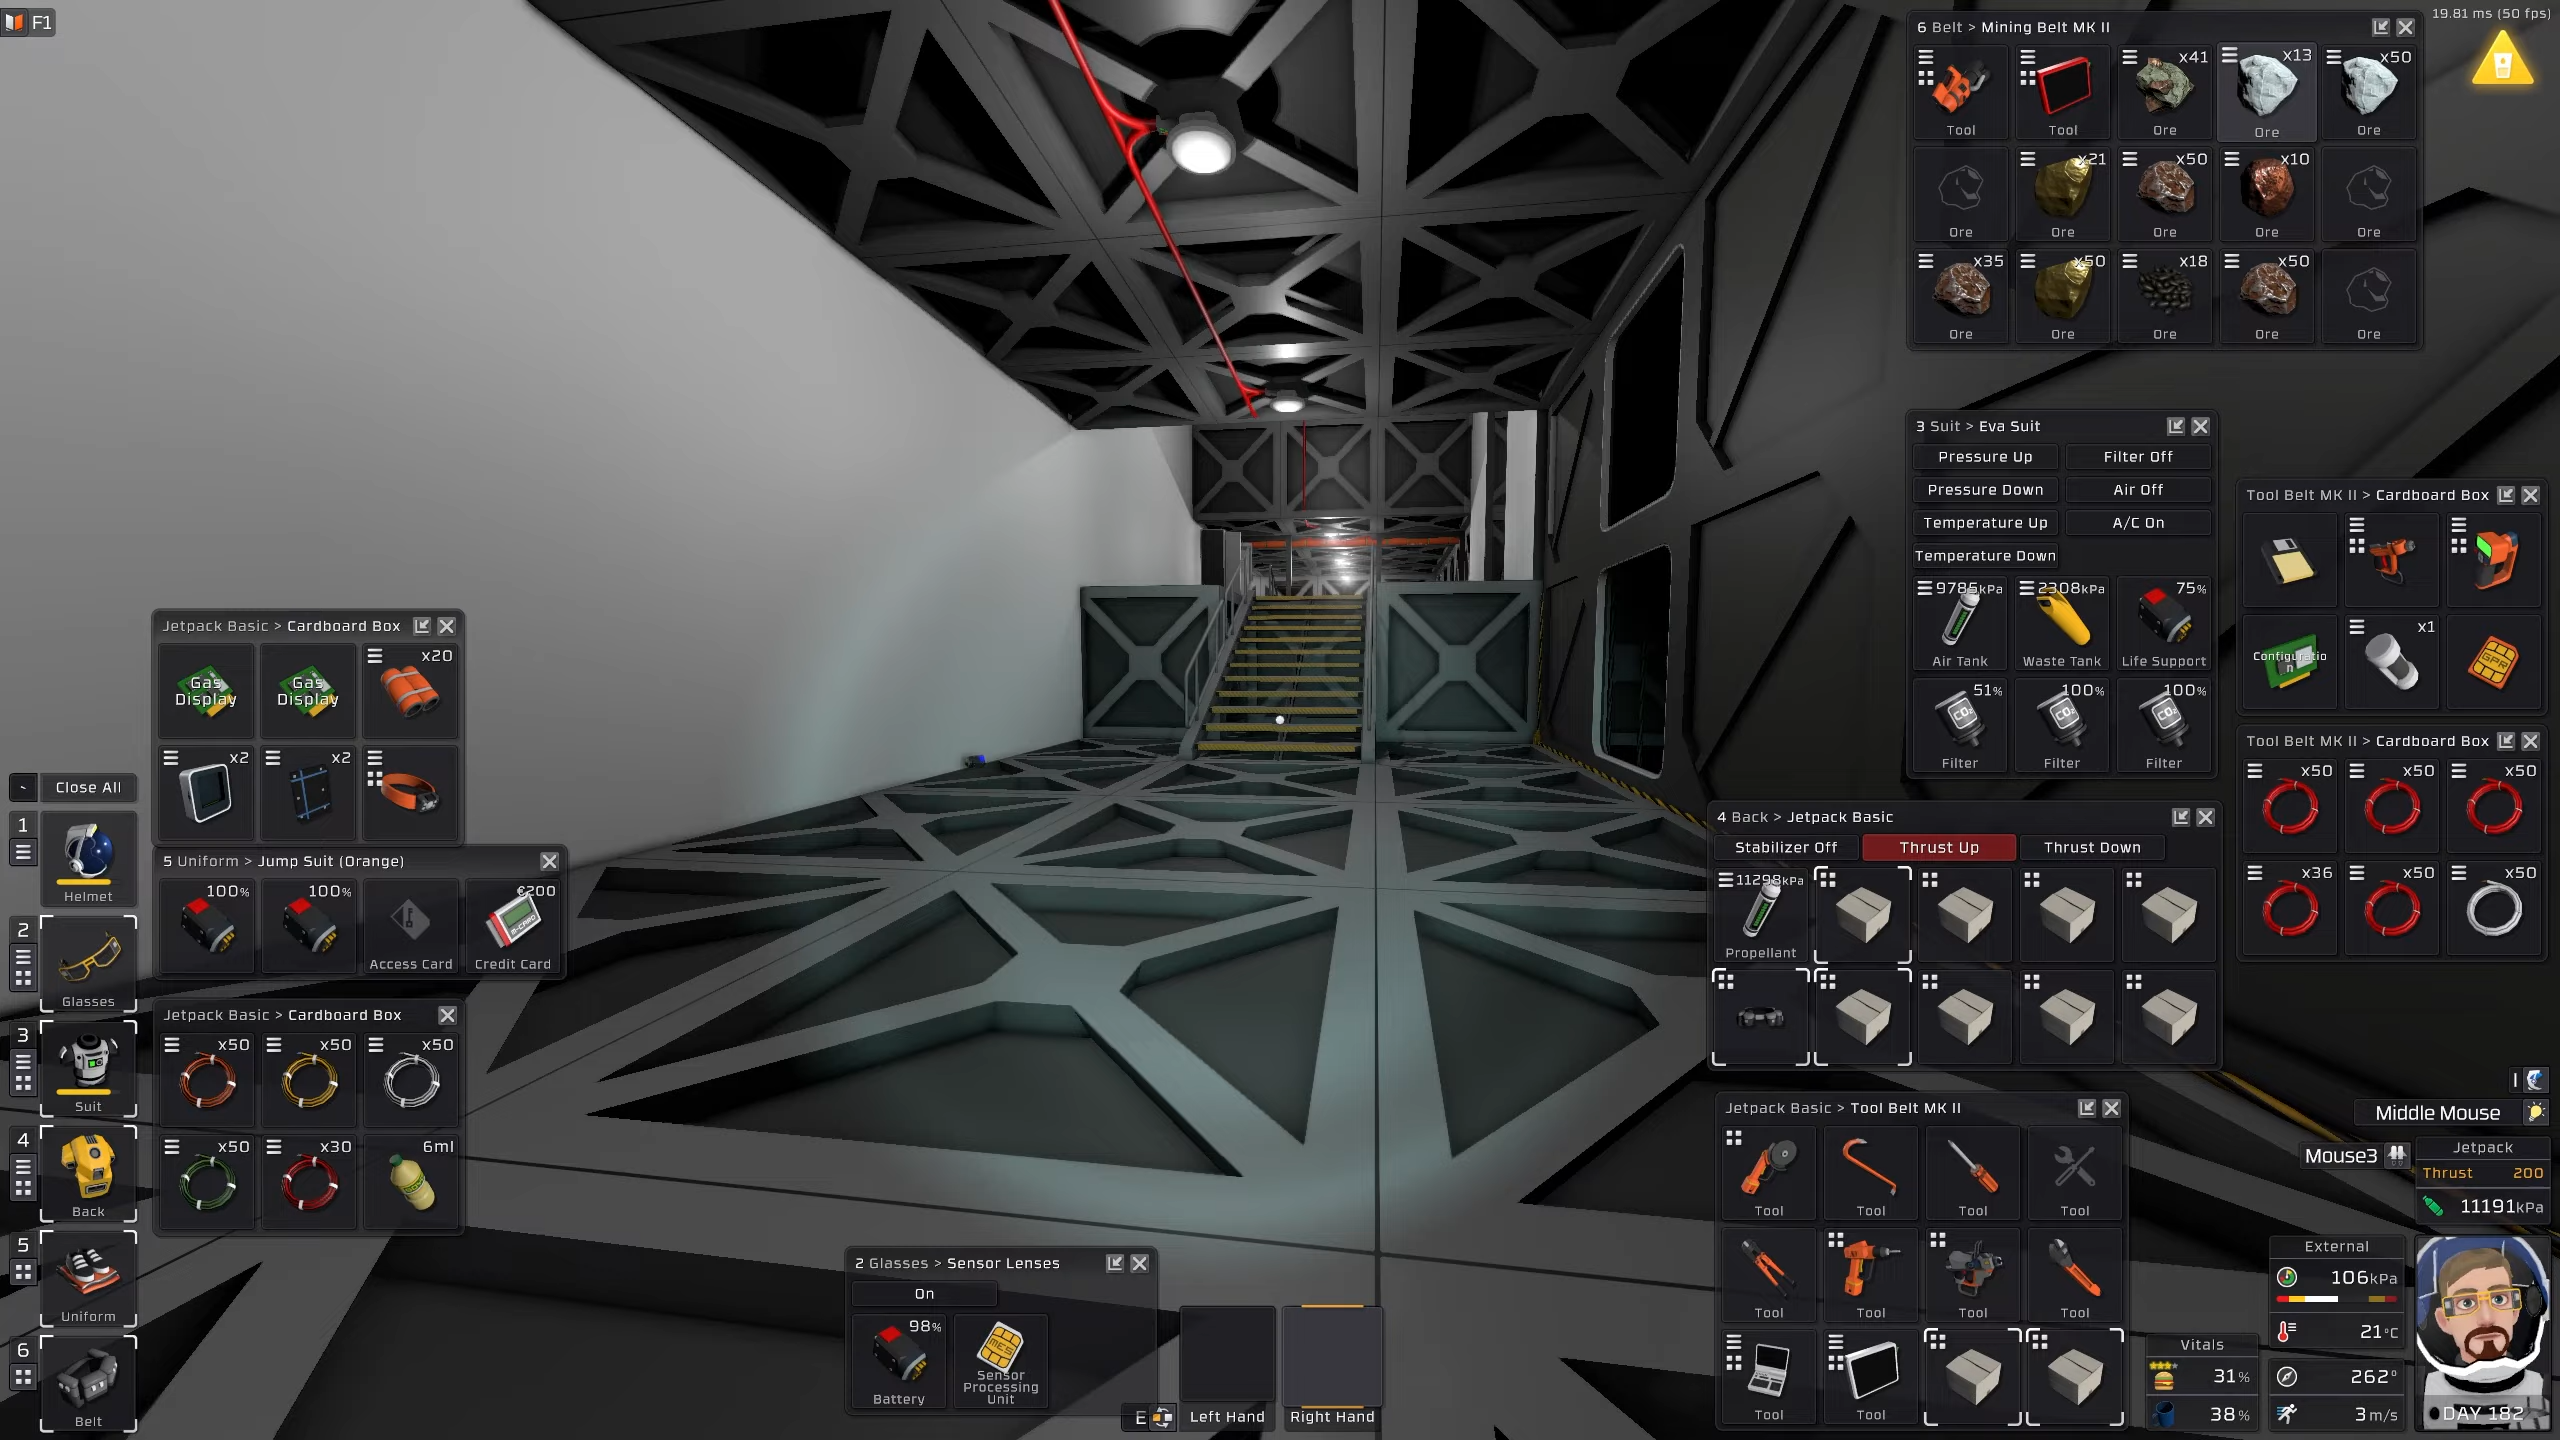 F1
19.81 ms (50 fps)
6 Belt > Mining Belt MK II
x41
x13
x50
Tool
Tool
Ore
Ore
Ore
x21
x50
x10
Ore
Ore
Ore
Ore
Ore
x35
x50
x18
x50
Ore
Ore
Ore
Ore
Ore
3 Suit > Eva Suit
Pressure Up
Filter Off
Pressure Down
Air Off
Temperature Up
A/C On
Temperature Down
9785kPa
2308kPa
75%
Air Tank
Waste Tank
Life Support
51%
100%
100%
CO₂
CO₂
CO₂
Filter
Filter
Filter
Tool Belt MK II > Cardboard Box
Configuratio
n
x1
GPR
Tool Belt MK II > Cardboard Box
x50
x50
x50
x36
x50
x50
Jetpack Basic > Cardboard Box
Gas
Display
Gas
Display
x20
x2
x2
Close All
1
Helmet
2
Glasses
3
Suit
4
Back
5
Uniform
6
Belt
5 Uniform > Jump Suit (Orange)
100%
100%
€200
Access Card
Credit Card
Jetpack Basic > Cardboard Box
x50
x50
x50
x50
x30
6ml
4 Back > Jetpack Basic
Stabilizer Off
Thrust Up
Thrust Down
11298kPa
Propellant
Jetpack Basic > Tool Belt MK II
Tool
Tool
Tool
Tool
Tool
Tool
Tool
Tool
Tool
Tool
2 Glasses > Sensor Lenses
On
98%
MES
Battery
Sensor
Processing
Unit
E
Left Hand
Right Hand
I
Middle Mouse
Mouse3
Jetpack
Thrust 200
11191kPa
External
106kPa
21°C
Vitals
31%
262°
38%
3m/s
DAY 182